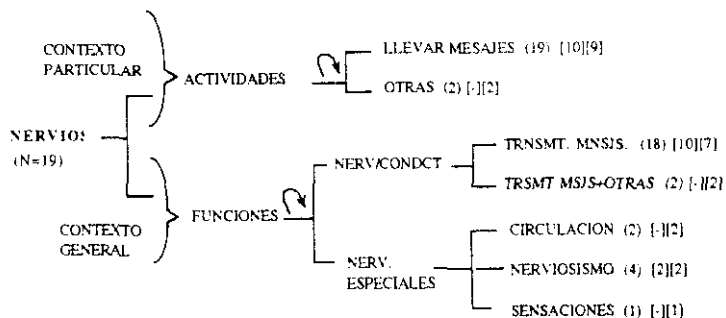 CONTEXTO
PARTICULAR
ACTIVIDADES
LLEVAR MESAJES (19) [10][9]
OTRAS (2) [-][2]
NERVIOS
(N=19)
CONTEXTO
GENERAL
FUNCIONES
NERV/CONDCT
TRNSMT. MNSJS. (18) [10][7]
TRSMT MSJS+OTRAS (2) [-][2]
NERV.
ESPECIALES
CIRCULACION (2) [-][2]
NERVIOSISMO (4) [2][2]
SENSACIONES (1) [-][1]